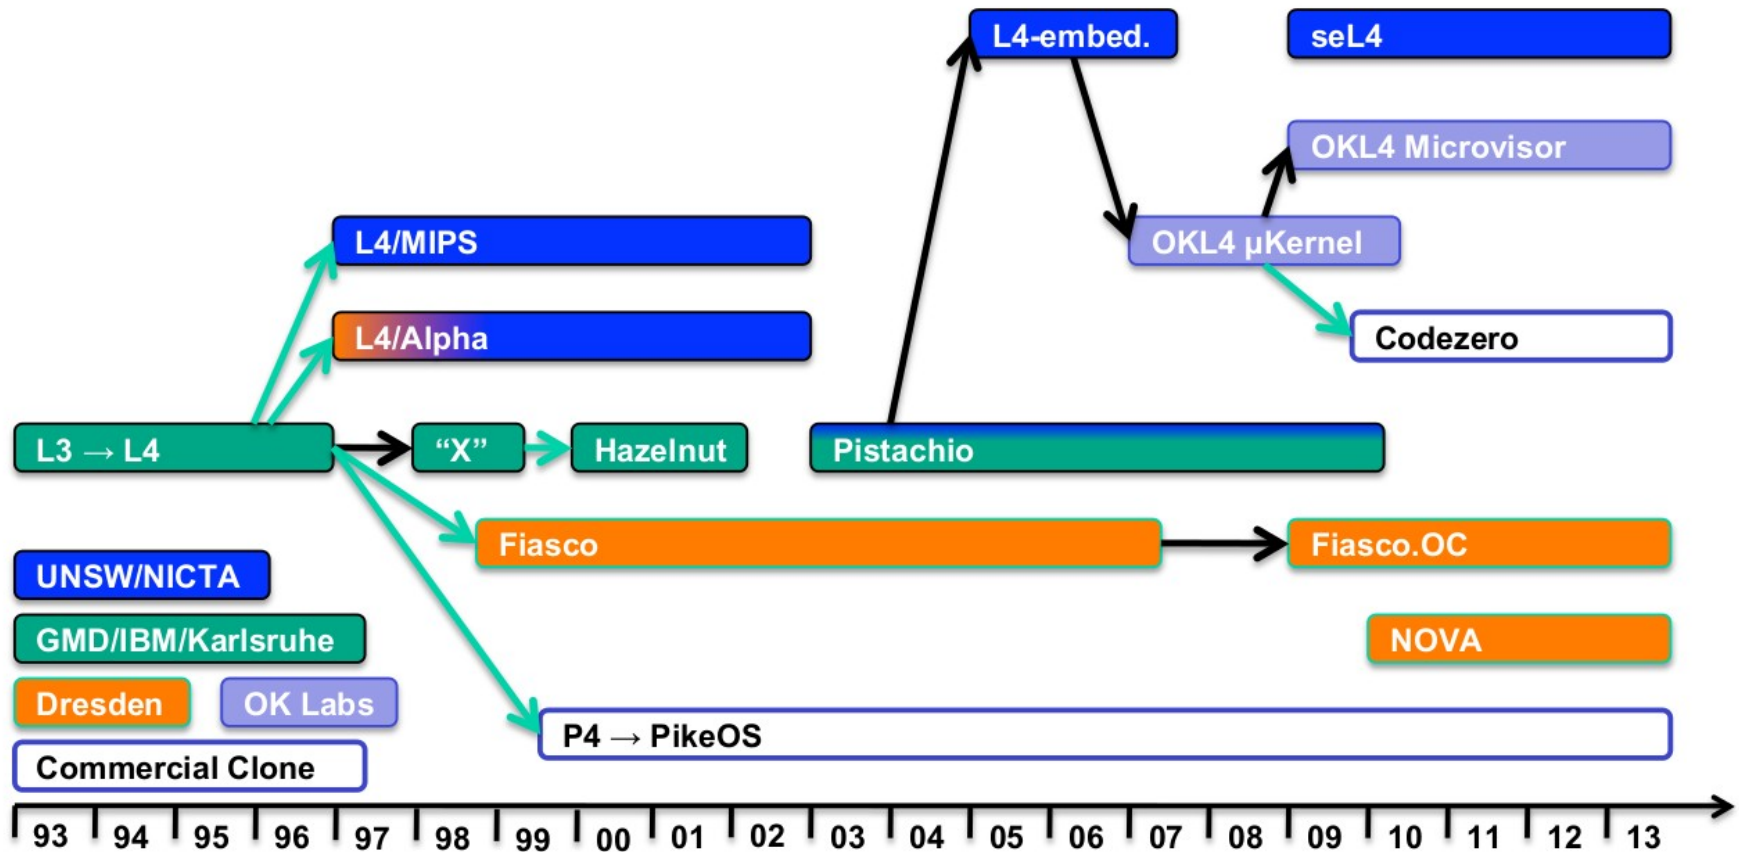 L4-embed.
seL4
OKL4 Microvisor
L4/MIPS
OKL4 µKernel
L4/Alpha
Codezero
L3 → L4
“X”
Hazelnut
Pistachio
Fiasco
Fiasco.OC
UNSW/NICTA
GMD/IBM/Karlsruhe
NOVA
Dresden
OK Labs
P4 → PikeOS
Commercial Clone
93 94 95 96 97 98 99 00 01 02 03 04 05 06 07 08 09 10 11 12 13